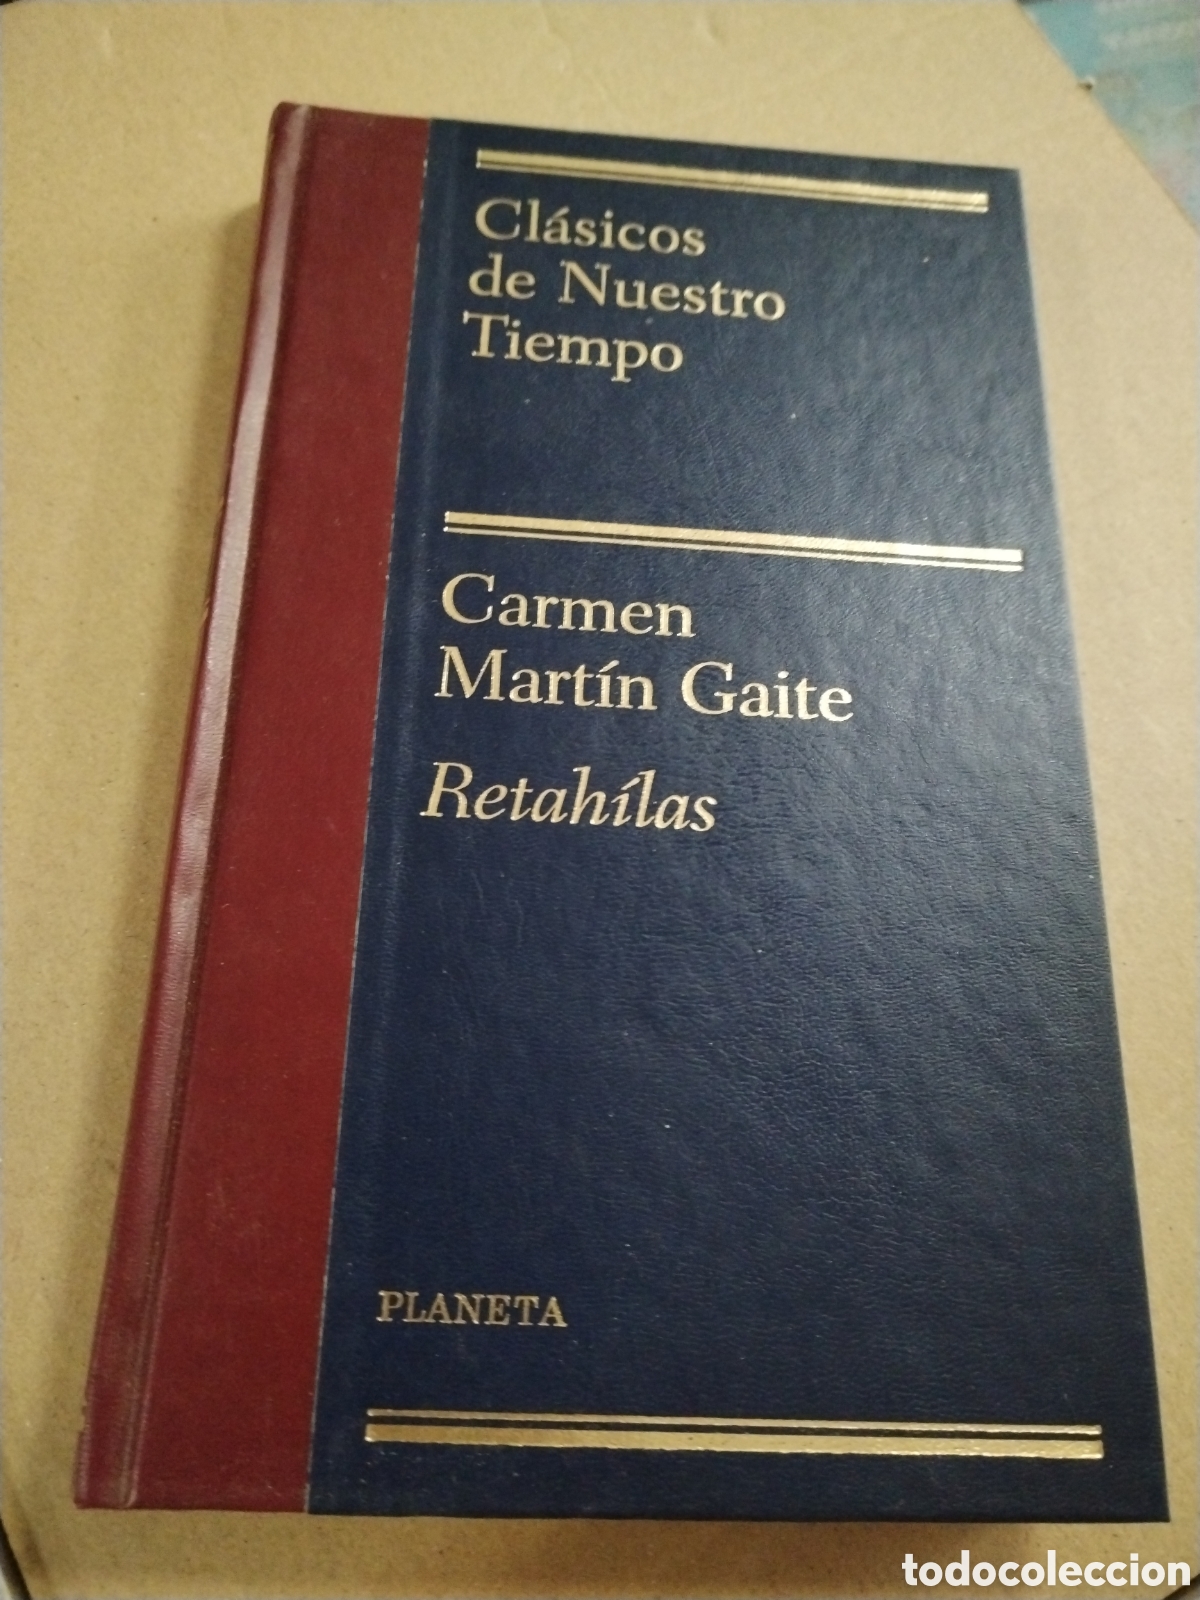 Clásicos
de Nuestro
Tiempo
Carmen
Martín Gaite
Retahílas
PLANETA
todocoleccion